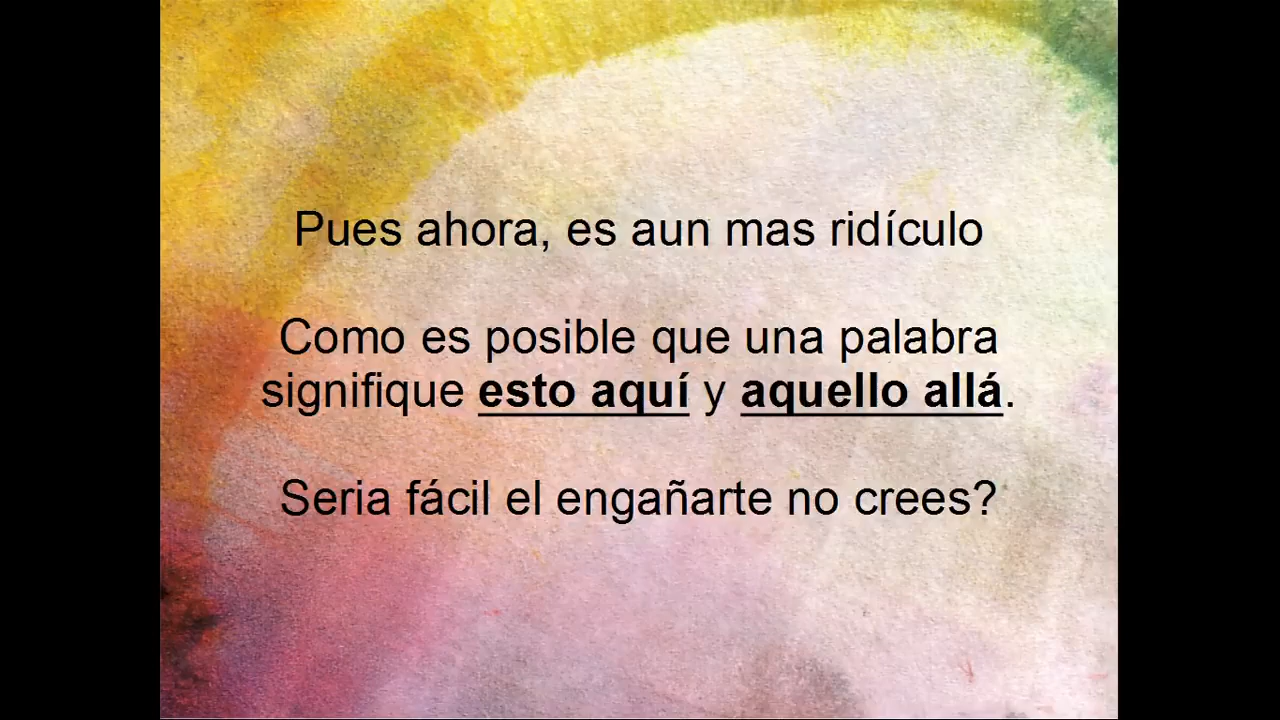 Pues ahora, es aun mas ridículo
Como es posible que una palabra
signifique esto aquí y aquello allá.
Seria fácil el engañarte no crees?